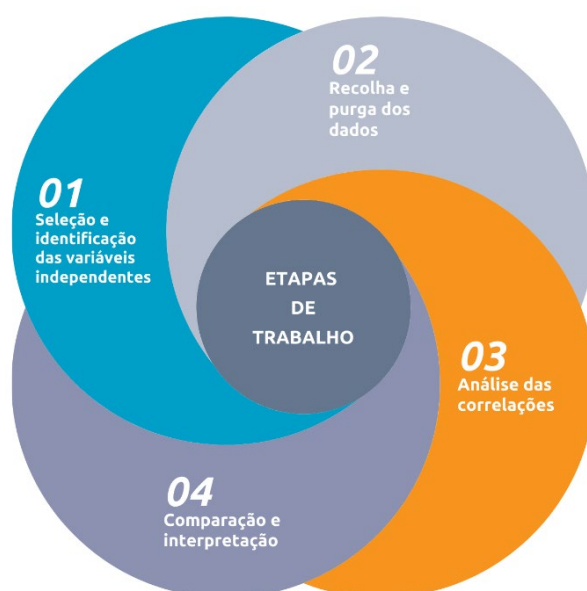 01
Seleção e
identificação
das variáveis
independentes
02
Recolha e
purga dos
dados
03
Análise das
correlações
04
Comparação e
interpretação
ETAPAS
DE
TRABALHO